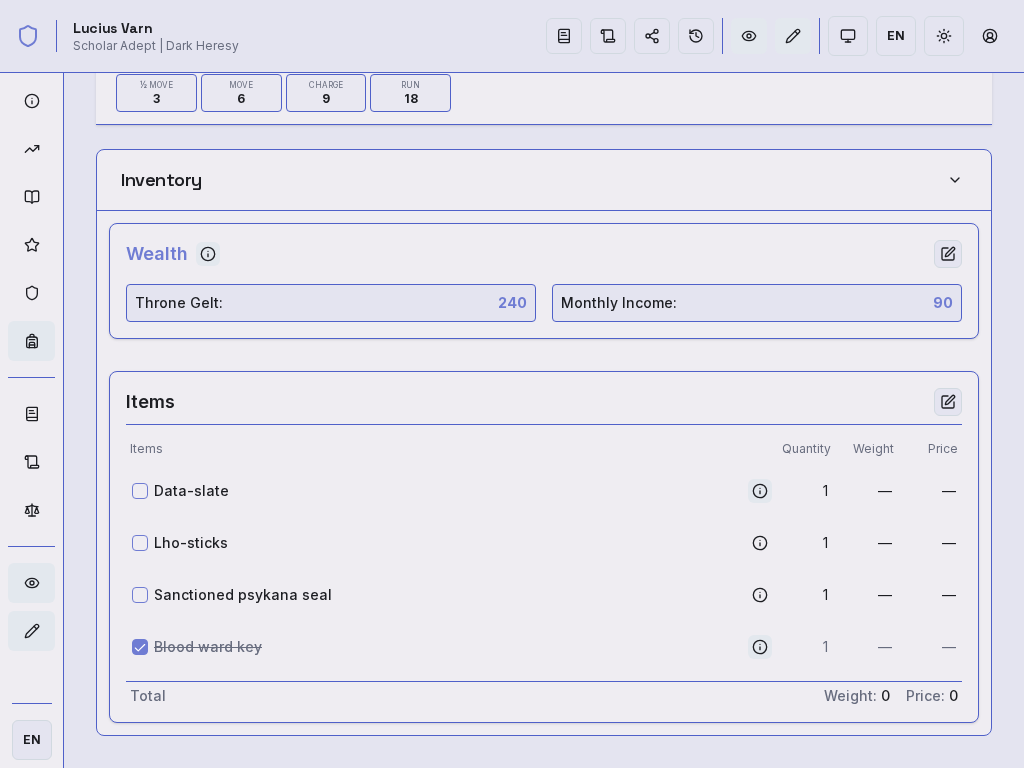 Lucius Varn
Scholar Adept | Dark Heresy
EN
½ MOVE
3
MOVE
6
CHARGE
9
RUN
18
Inventory
Wealth
Throne Gelt: 240
Monthly Income: 90
Items
Items Quantity Weight Price
Data-slate 1 — —
Lho-sticks 1 — —
Sanctioned psykana seal 1 — —
Blood ward key 1 — —
Total Weight: 0 Price: 0
EN